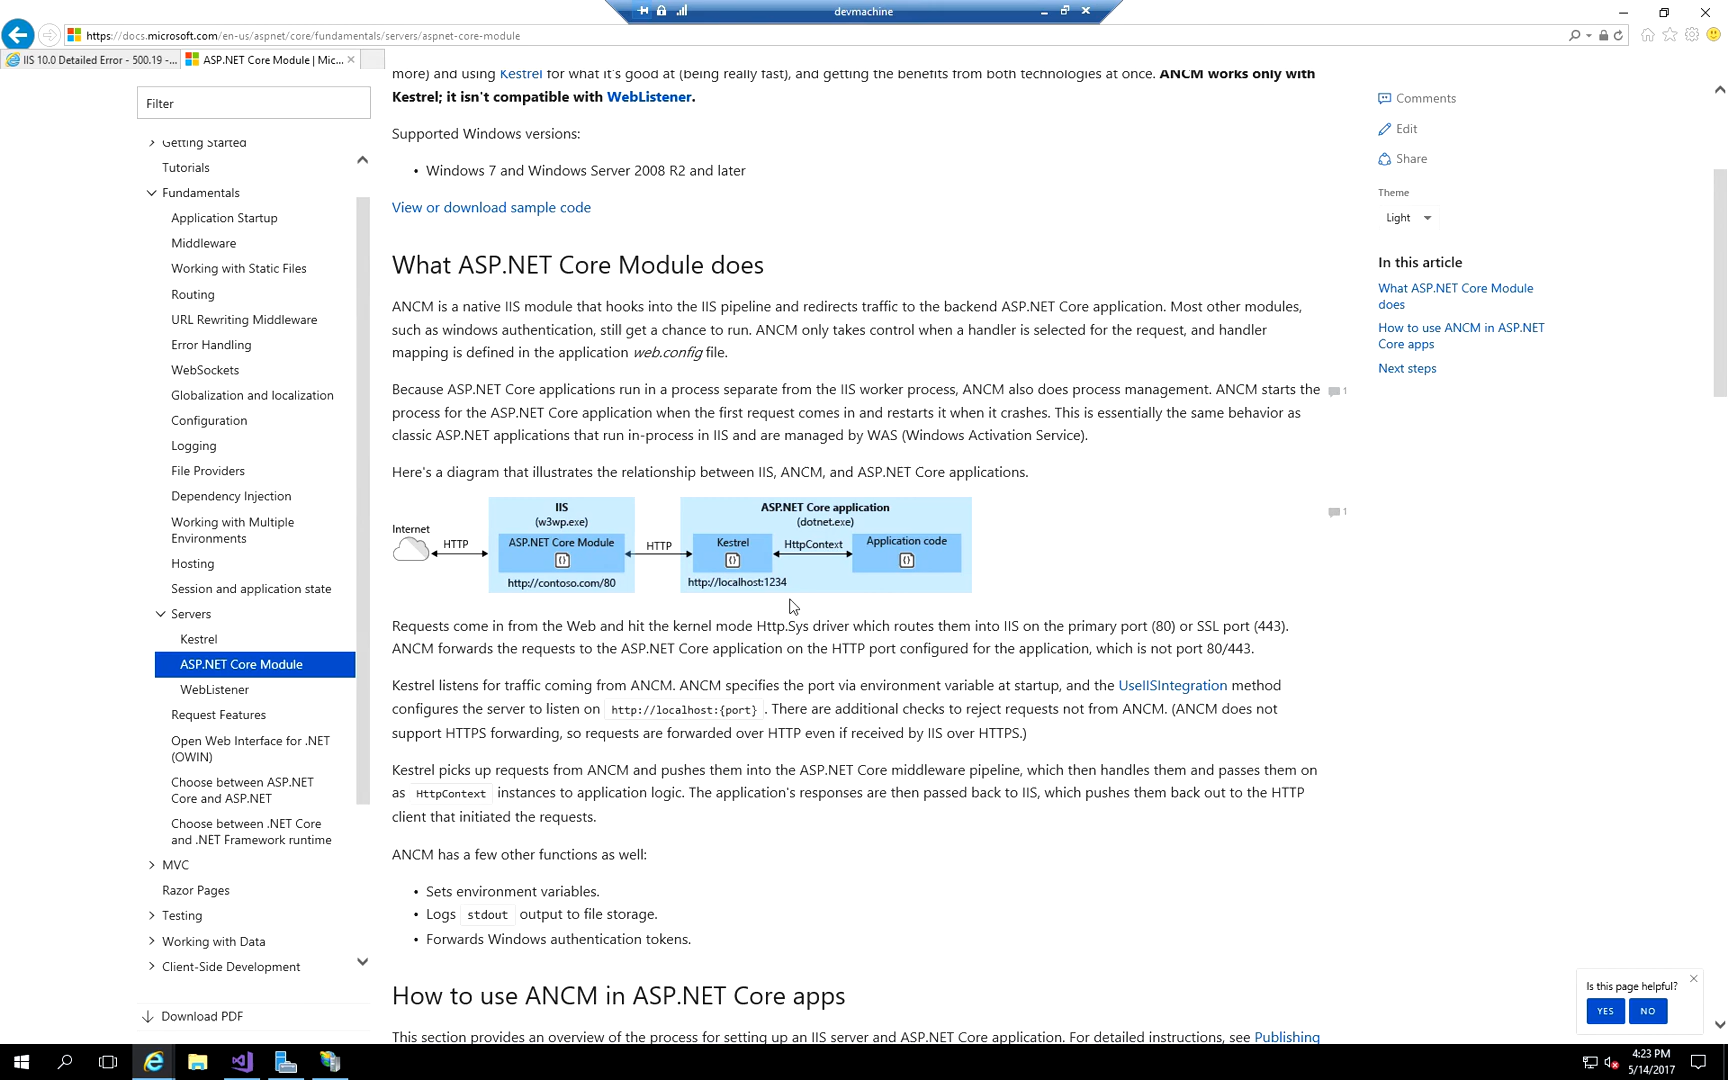 devmachine
https://docs.microsoft.com/en-us/aspnet/core/fundamentals/servers/aspnet-core-module
IIS 10.0 Detailed Error - 500.19 -...
ASP.NET Core Module | Mic...
Filter
Getting Started
Tutorials
Fundamentals
Application Startup
Middleware
Working with Static Files
Routing
URL Rewriting Middleware
Error Handling
WebSockets
Globalization and localization
Configuration
Logging
File Providers
Dependency Injection
Working with Multiple
Environments
Hosting
Session and application state
Servers
Kestrel
ASP.NET Core Module
WebListener
Request Features
Open Web Interface for .NET
(OWIN)
Choose between ASP.NET
Core and ASP.NET
Choose between .NET Core
and .NET Framework runtime
MVC
Razor Pages
Testing
Working with Data
Client-Side Development
Download PDF
more) and using Kestrel for what it's good at (being really fast), and getting the benefits from both technologies at once. ANCM works only with
Kestrel; it isn't compatible with WebListener.
Supported Windows versions:
• Windows 7 and Windows Server 2008 R2 and later
View or download sample code
What ASP.NET Core Module does
ANCM is a native IIS module that hooks into the IIS pipeline and redirects traffic to the backend ASP.NET Core application. Most other modules,
such as windows authentication, still get a chance to run. ANCM only takes control when a handler is selected for the request, and handler
mapping is defined in the application web.config file.
Because ASP.NET Core applications run in a process separate from the IIS worker process, ANCM also does process management. ANCM starts the
process for the ASP.NET Core application when the first request comes in and restarts it when it crashes. This is essentially the same behavior as
classic ASP.NET applications that run in-process in IIS and are managed by WAS (Windows Activation Service).
1
Here's a diagram that illustrates the relationship between IIS, ANCM, and ASP.NET Core applications.
1
Internet
HTTP
IIS
(w3wp.exe)
ASP.NET Core Module
{}
http://contoso.com/80
HTTP
ASP.NET Core application
(dotnet.exe)
Kestrel
{}
http://localhost:1234
HttpContext
Application code
{}
Requests come in from the Web and hit the kernel mode Http.Sys driver which routes them into IIS on the primary port (80) or SSL port (443).
ANCM forwards the requests to the ASP.NET Core application on the HTTP port configured for the application, which is not port 80/443.
Kestrel listens for traffic coming from ANCM. ANCM specifies the port via environment variable at startup, and the UseIISIntegration method
configures the server to listen on http://localhost:{port} . There are additional checks to reject requests not from ANCM. (ANCM does not
support HTTPS forwarding, so requests are forwarded over HTTP even if received by IIS over HTTPS.)
Kestrel picks up requests from ANCM and pushes them into the ASP.NET Core middleware pipeline, which then handles them and passes them on
as HttpContext instances to application logic. The application's responses are then passed back to IIS, which pushes them back out to the HTTP
client that initiated the requests.
ANCM has a few other functions as well:
• Sets environment variables.
• Logs stdout output to file storage.
• Forwards Windows authentication tokens.
How to use ANCM in ASP.NET Core apps
This section provides an overview of the process for setting up an IIS server and ASP.NET Core application. For detailed instructions, see Publishing
Comments
Edit
Share
Theme
Light
In this article
What ASP.NET Core Module
does
How to use ANCM in ASP.NET
Core apps
Next steps
Is this page helpful?
YES
NO
4:23 PM
5/14/2017